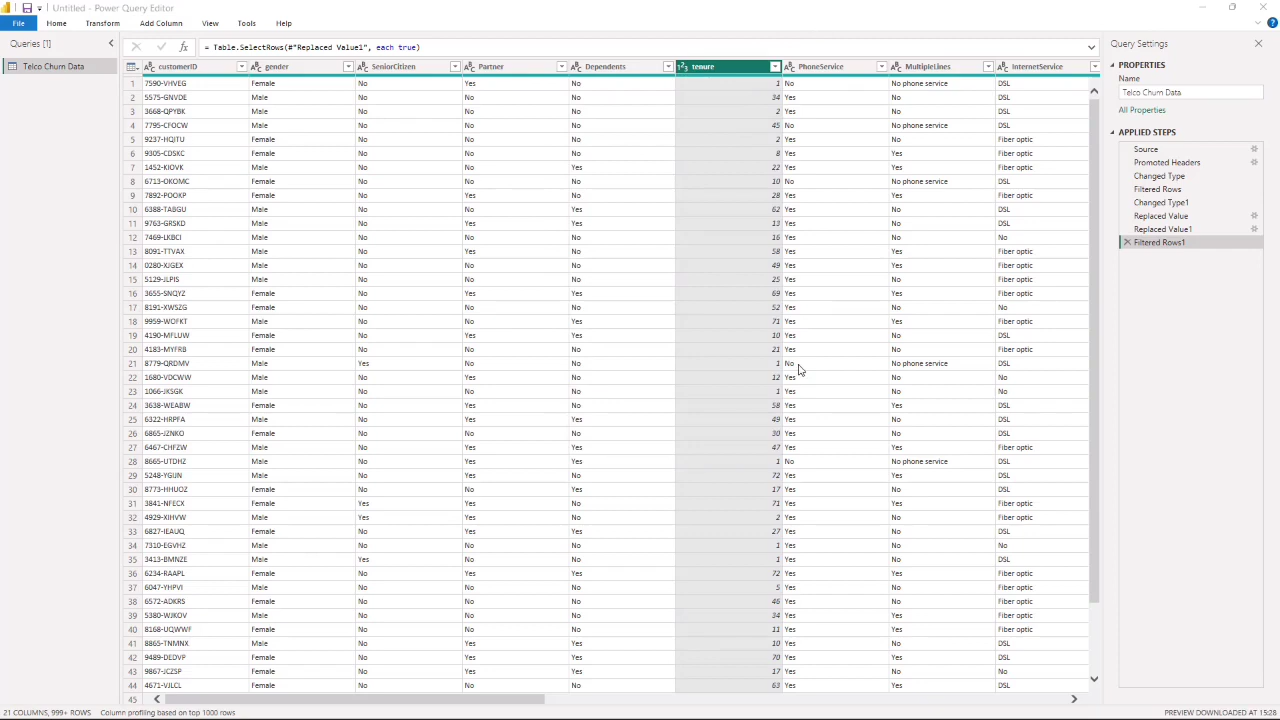 Untitled - Power Query Editor
File Home Transform Add Column View Tools Help
Queries [1]
Telco Churn Data
= Table.SelectRows(#"Replaced Value1", each true)
customerID gender SeniorCitizen Partner Dependents tenure PhoneService MultipleLines InternetService
1 7590-VHVEG Female No Yes No 1 No No phone service DSL
2 5575-GNVDE Male No No No 34 Yes No DSL
3 3668-QPYBK Male No No No 2 Yes No DSL
4 7795-CFOCW Male No No No 45 No No phone service DSL
5 9237-HQITU Female No No No 2 Yes No Fiber optic
6 9305-CDSKC Female No No No 8 Yes Yes Fiber optic
7 1452-KIOVK Male No No Yes 22 Yes Yes Fiber optic
8 6713-OKOMC Female No No No 10 No No phone service DSL
9 7892-POOKP Female No Yes No 28 Yes Yes Fiber optic
10 6388-TABGU Male No No Yes 62 Yes No DSL
11 9763-GRSKD Male No Yes Yes 13 Yes No DSL
12 7469-LKBCI Male No No No 16 Yes No No
13 8091-TTVAX Male No Yes No 58 Yes Yes Fiber optic
14 0280-XJGEX Male No No No 49 Yes Yes Fiber optic
15 5129-JLPIS Male No No No 25 Yes No Fiber optic
16 3655-SNQYZ Female No Yes Yes 69 Yes Yes Fiber optic
17 8191-XWSZG Female No No No 52 Yes No No
18 9959-WOFKT Male No No Yes 71 Yes Yes Fiber optic
19 4190-MFLUW Female No Yes Yes 10 Yes No DSL
20 4183-MYFRB Female No No No 21 Yes No Fiber optic
21 8779-QRDMV Male Yes No No 1 No No phone service DSL
22 1680-VDCWW Male No Yes No 12 Yes No No
23 1066-JKSGK Male No No No 1 Yes No No
24 3638-WEABW Female No Yes No 58 Yes Yes DSL
25 6322-HRPFA Male No Yes Yes 49 Yes No DSL
26 6865-JZNKO Female No No No 30 Yes No DSL
27 6467-CHFZW Male No Yes Yes 47 Yes Yes Fiber optic
28 8665-UTDHZ Male No Yes Yes 1 No No phone service DSL
29 5248-YGIJN Male No Yes No 72 Yes Yes DSL
30 8773-HHUOZ Female No No Yes 17 Yes No DSL
31 3841-NFECX Female Yes Yes No 71 Yes Yes Fiber optic
32 4929-XIHVW Male Yes Yes No 2 Yes No Fiber optic
33 6827-IEAUQ Female No Yes Yes 27 Yes No DSL
34 7310-EGVHZ Male No No No 1 Yes No No
35 3413-BMNZE Male Yes No No 1 Yes No DSL
36 6234-RAAPL Female No Yes Yes 72 Yes Yes Fiber optic
37 6047-YHPVI Male No No No 5 Yes No Fiber optic
38 6572-ADKRS Female No No No 46 Yes No Fiber optic
39 5380-WJKOV Male No No No 34 Yes Yes Fiber optic
40 8168-UQWWF Female No No No 11 Yes Yes Fiber optic
41 8865-TNMNX Male No Yes Yes 10 Yes No DSL
42 9489-DEDVP Female No Yes Yes 70 Yes Yes DSL
43 9867-JCZSP Female No Yes Yes 17 Yes No No
44 4671-VJLCL Female No No No 63 Yes Yes DSL
45
Query Settings
PROPERTIES
Name
Telco Churn Data
All Properties
APPLIED STEPS
Source
Promoted Headers
Changed Type
Filtered Rows
Changed Type1
Replaced Value
Replaced Value1
Filtered Rows1
21 COLUMNS, 999+ ROWS Column profiling based on top 1000 rows PREVIEW DOWNLOADED AT 15:28